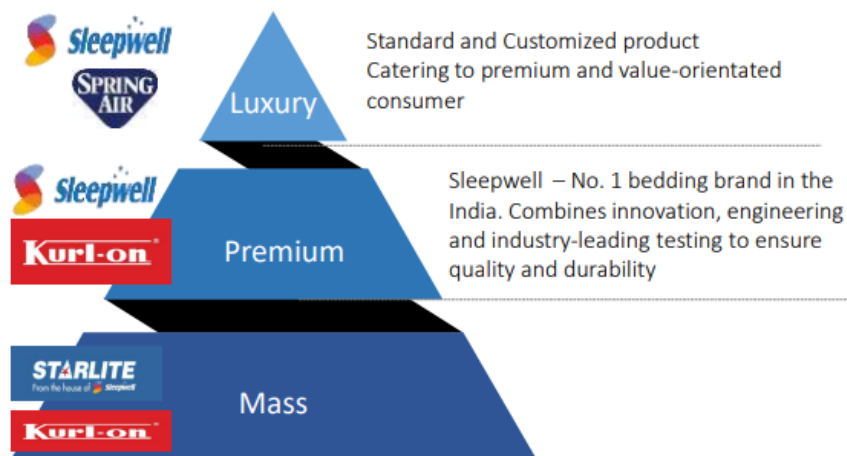 Sleepwell
SPRING
AIR
Luxury
Standard and Customized product
Catering to premium and value-orientated
consumer
Sleepwell
Kurl-on®
Premium
Sleepwell – No. 1 bedding brand in the
India. Combines innovation, engineering
and industry-leading testing to ensure
quality and durability
STARLITE
From the house of Sleepwell
Kurl-on®
Mass